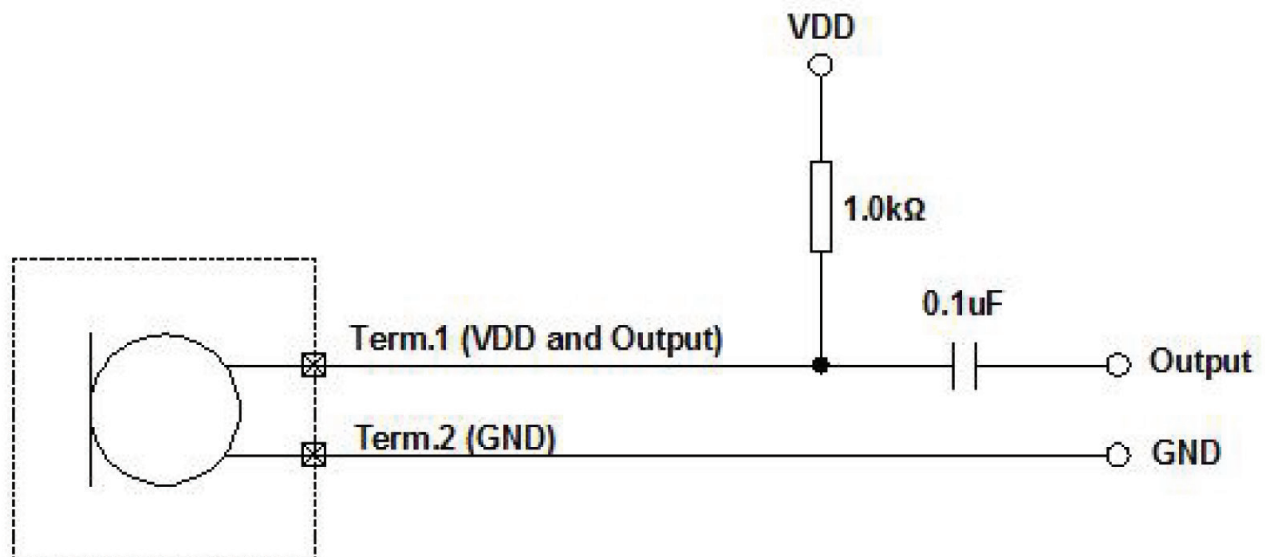 VDD
1.0kΩ
0.1uF
Term.1 (VDD and Output)
Output
Term.2 (GND)
GND